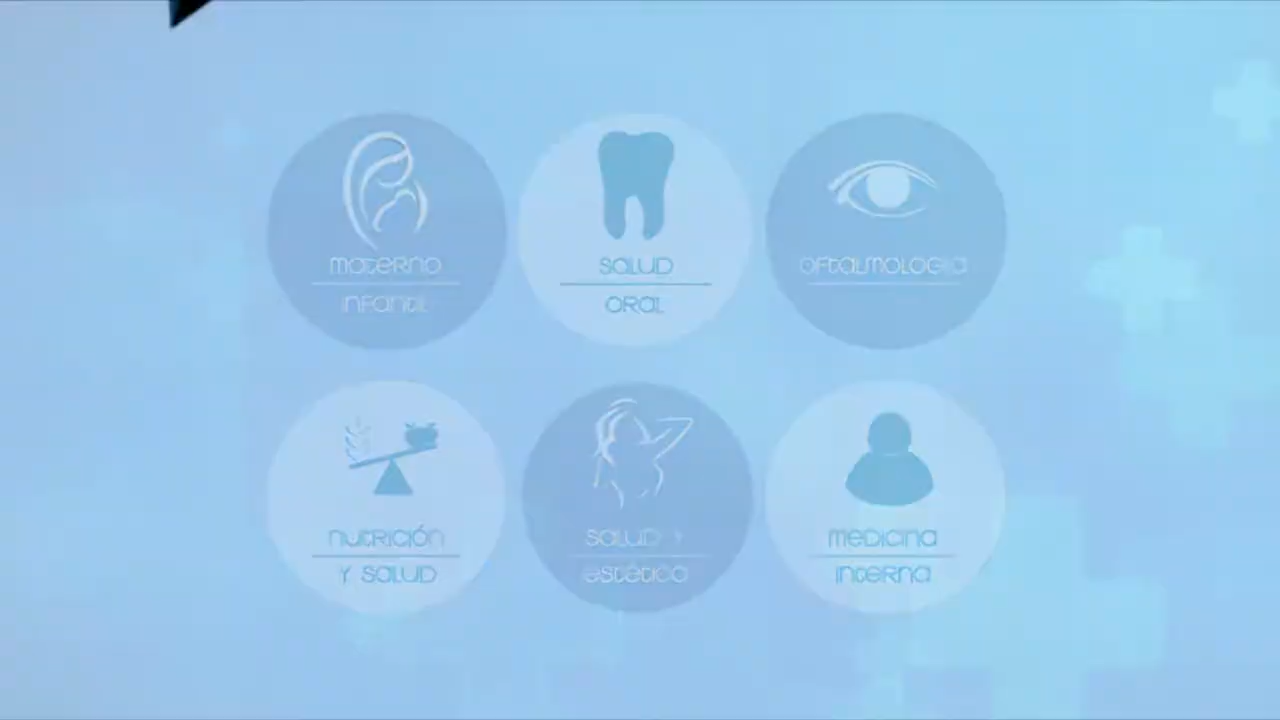 materno
infantil
salud
oral
oftalmología
nutrición
y salud
salud y
estética
medicina
interna